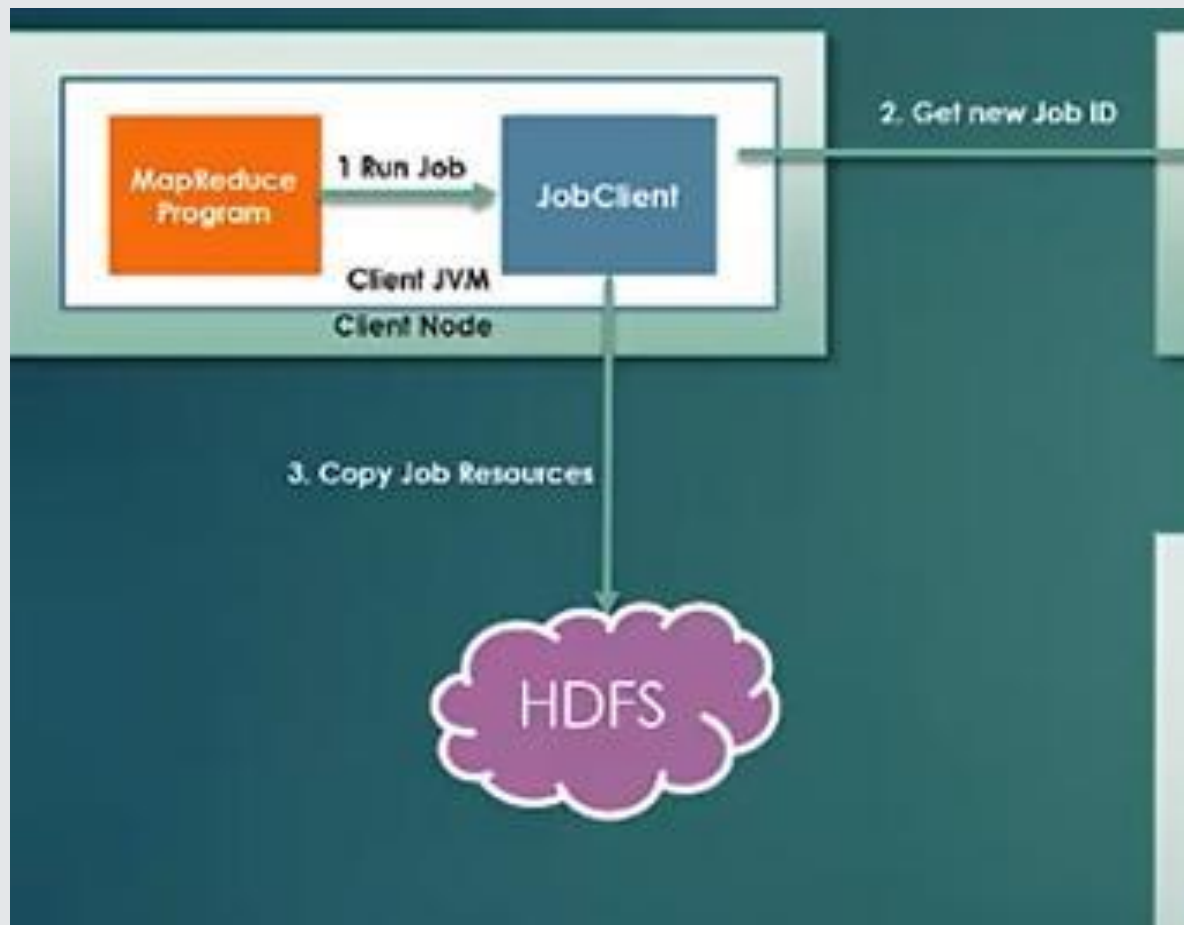 2. Get new Job ID
MapReduce
Program
1 Run Job
JobClient
Client JVM
Client Node
3. Copy Job Resources
HDFS